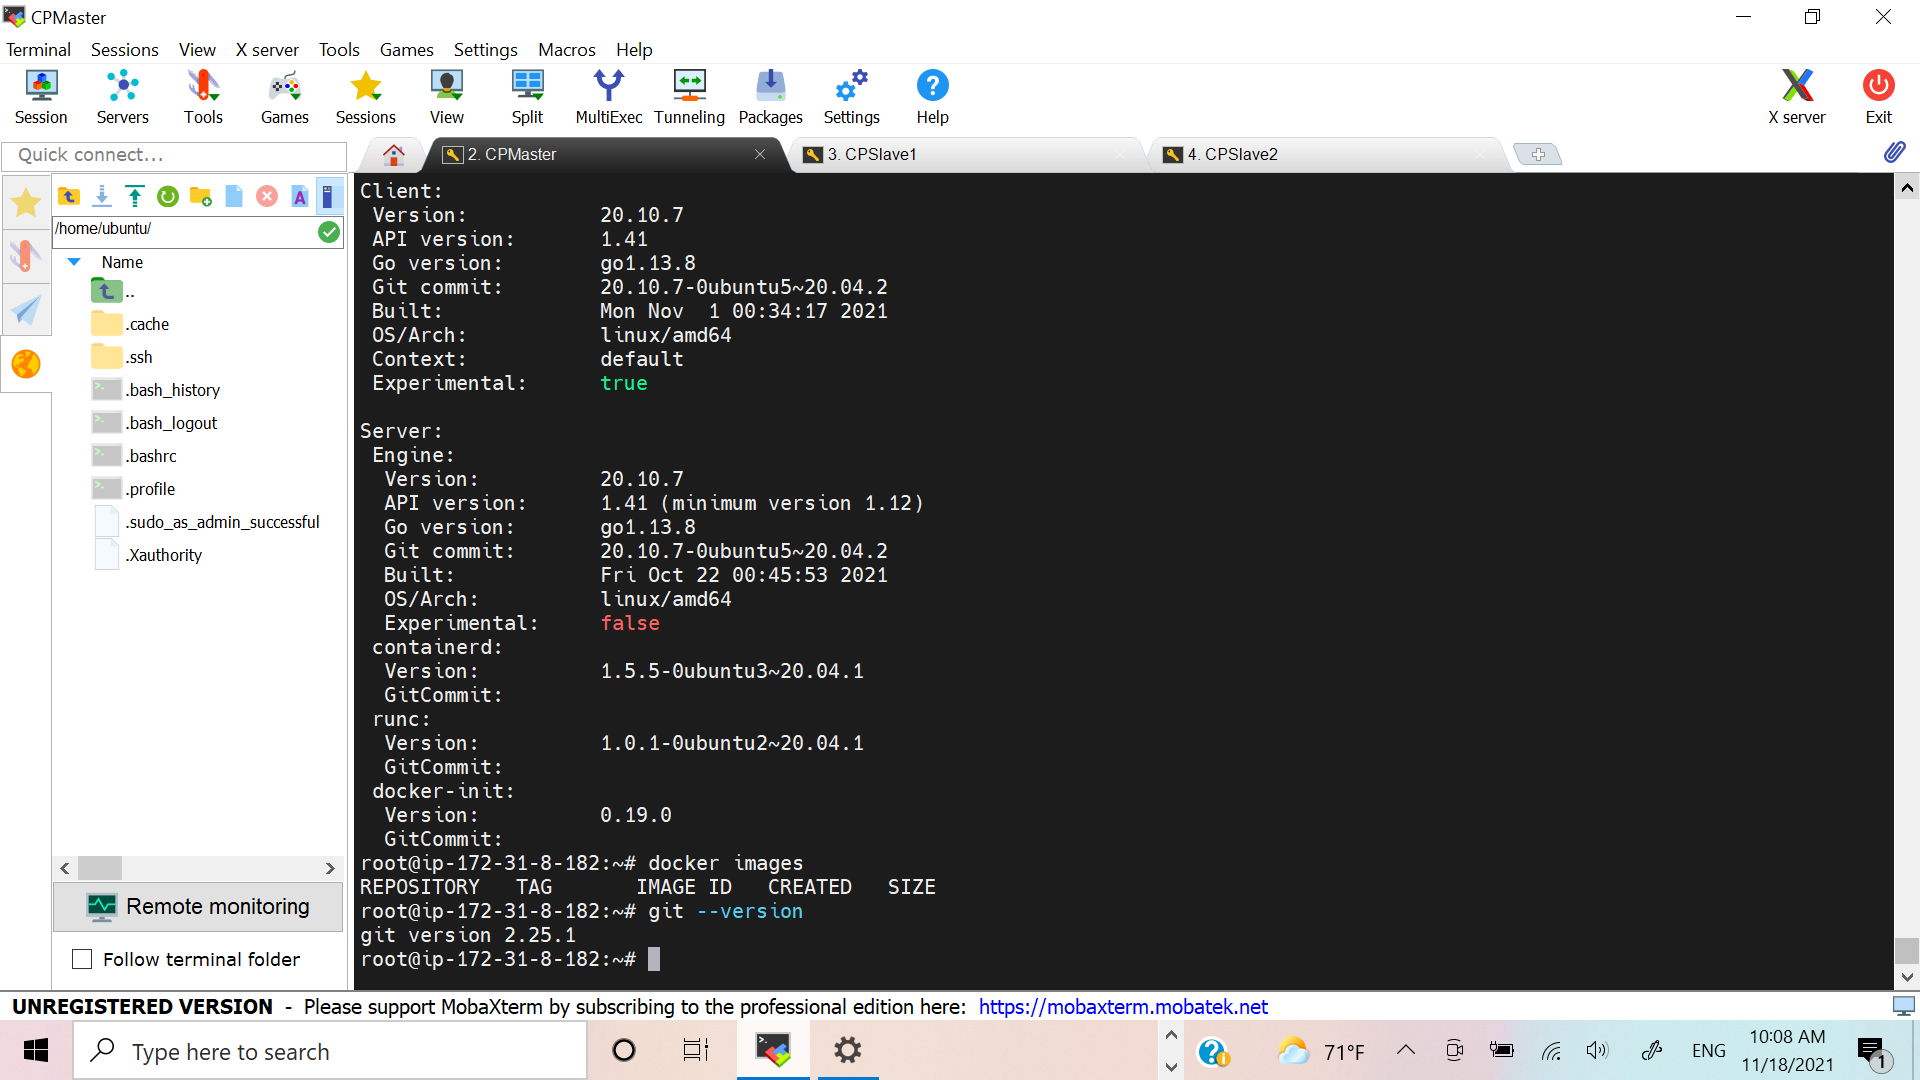 CPMaster
Terminal Sessions View X server Tools Games Settings Macros Help
Session Servers Tools Games Sessions View Split MultiExec Tunneling Packages Settings Help X server Exit
Quick connect...
2. CPMaster
3. CPSlave1
4. CPSlave2
/home/ubuntu/
Name
..
.cache
.ssh
.bash_history
.bash_logout
.bashrc
.profile
.sudo_as_admin_successful
.Xauthority
Remote monitoring
Follow terminal folder
Client:
Version: 20.10.7
API version: 1.41
Go version: go1.13.8
Git commit: 20.10.7-0ubuntu5~20.04.2
Built: Mon Nov  1 00:34:17 2021
OS/Arch: linux/amd64
Context: default
Experimental: true
Server:
Engine:
Version: 20.10.7
API version: 1.41 (minimum version 1.12)
Go version: go1.13.8
Git commit: 20.10.7-0ubuntu5~20.04.2
Built: Fri Oct 22 00:45:53 2021
OS/Arch: linux/amd64
Experimental: false
containerd:
Version: 1.5.5-0ubuntu3~20.04.1
GitCommit:
runc:
Version: 1.0.1-0ubuntu2~20.04.1
GitCommit:
docker-init:
Version: 0.19.0
GitCommit:
root@ip-172-31-8-182:~# docker images
REPOSITORY TAG IMAGE ID CREATED SIZE
root@ip-172-31-8-182:~# git --version
git version 2.25.1
root@ip-172-31-8-182:~#
UNREGISTERED VERSION - Please support MobaXterm by subscribing to the professional edition here: https://mobaxterm.mobatek.net
Type here to search
71°F
ENG
10:08 AM
11/18/2021
1